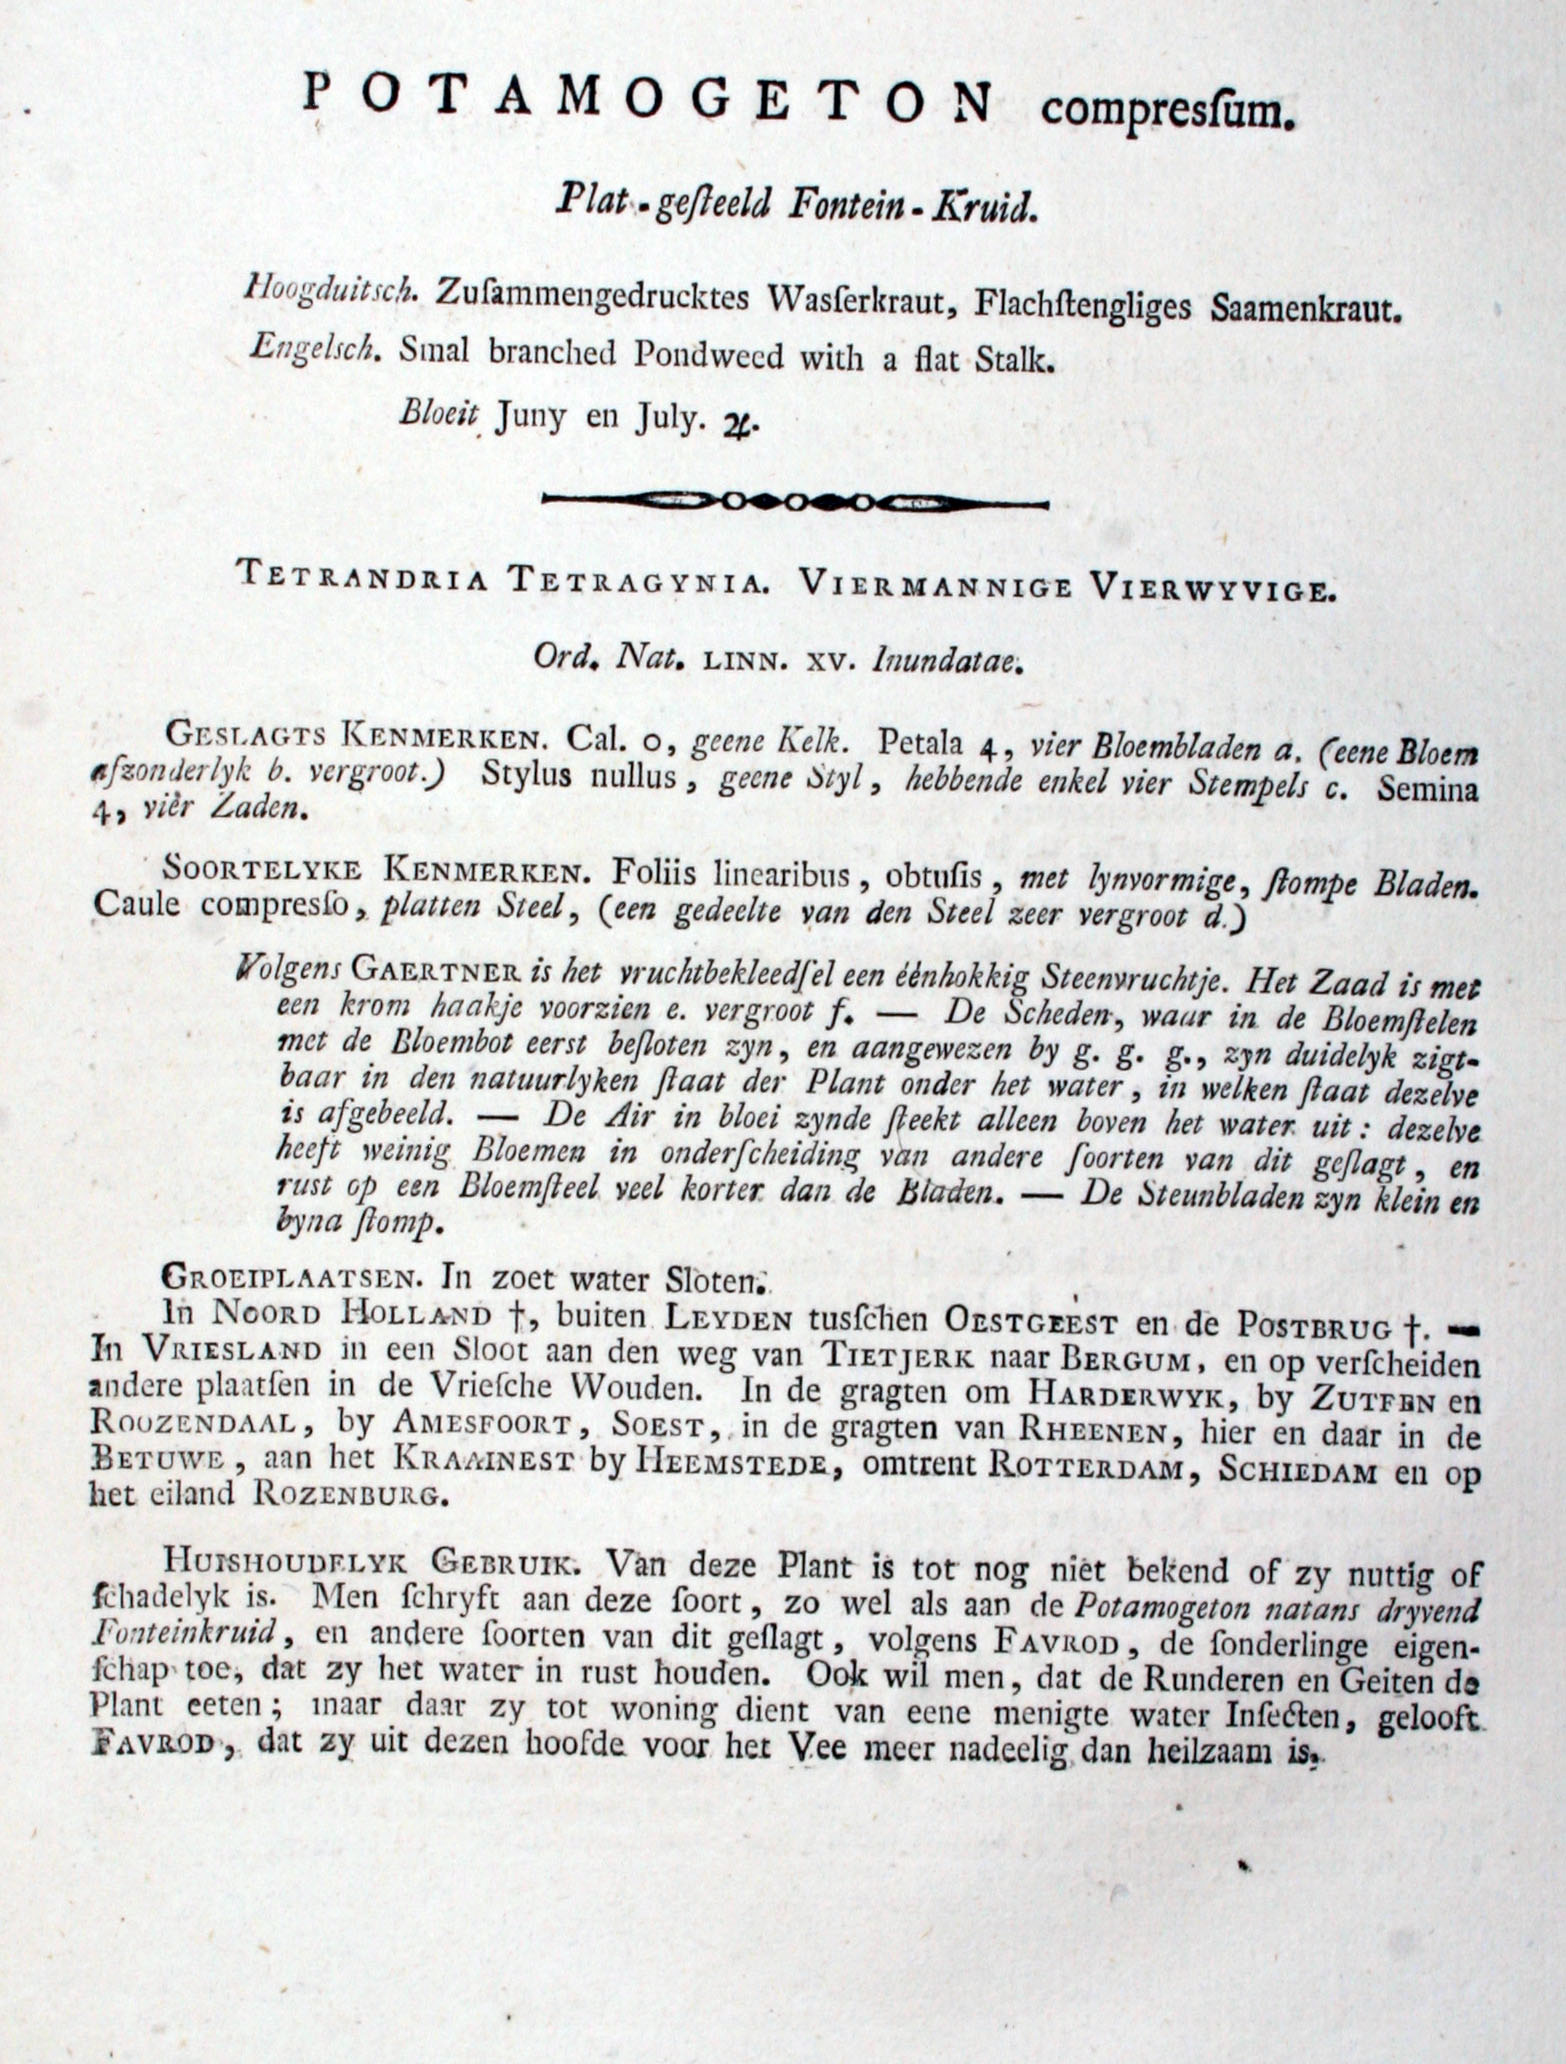 POTAMOGETON compresſum.
Plat-geſteeld Fontein-Kruid.
Hoogduitsch. Zuſammengedrucktes Wasſerkraut, Flachſtengliges Saamenkraut.
Engelsch. Smal branched Pondweed with a flat Stalk.
Bloeit Juny en July. ♃.
TETRANDRIA TETRAGYNIA. VIERMANNIGE VIERWYVIGE.
Ord. Nat. LINN. XV. Inundatae.
GESLAGTS KENMERKEN. Cal. 0, geene Kelk. Petala 4, vier Bloembladen a. (eene Bloem
afzonderlyk b. vergroot.) Stylus nullus, geene Styl, hebbende enkel vier Stempels c. Semina
4, vier Zaden.
SOORTELYKE KENMERKEN. Foliis linearibus, obtuſis, met lynvormige, ſtompe Bladen.
Caule compresſo, platten Steel, (een gedeelte van den Steel zeer vergroot d.)
Volgens GAERTNER is het vruchtbekleedſel een éénhokkig Steenvruchtje. Het Zaad is met
een krom haakje voorzien e. vergroot f. — De Scheden, waar in de Bloemſtelen
met de Bloembot eerst beſloten zyn, en aangewezen by g. g. g., zyn duidelyk zigt-
baar in den natuurlyken ſtaat der Plant onder het water, in welken ſtaat dezelve
is afgebeeld. — De Air in bloei zynde ſteekt alleen boven het water uit: dezelve
heeft weinig Bloemen in onderſcheiding van andere ſoorten van dit geſlagt, en
rust op een Bloemſteel veel korter dan de Bladen. — De Steunbladen zyn klein en
byna ſtomp.
GROEIPLAATSEN. In zoet water Sloten.
In NOORD HOLLAND †, buiten LEYDEN tusſchen OESTGEEST en de POSTBRUG †. —
In VRIESLAND in een Sloot aan den weg van TIETJERK naar BERGUM, en op verſcheiden
andere plaatſen in de Vrieſche Wouden. In de gragten om HARDERWYK, by ZUTFEN en
ROOZENDAAL, by AMESFOORT, SOEST, in de gragten van RHEENEN, hier en daar in de
BETUWE, aan het KRAAINEST by HEEMSTEDE, omtrent ROTTERDAM, SCHIEDAM en op
het eiland ROZENBURG.
HUISHOUDELYK GEBRUIK. Van deze Plant is tot nog niet bekend of zy nuttig of
ſchadelyk is. Men ſchryft aan deze ſoort, zo wel als aan de Potamogeton natans dryvend
Fonteinkruid, en andere ſoorten van dit geſlagt, volgens FAVROD, de ſonderlinge eigen-
ſchap toe, dat zy het water in rust houden. Ook wil men, dat de Runderen en Geiten de
Plant eeten; maar daar zy tot woning dient van eene menigte water Inſecten, gelooft
FAVROD, dat zy uit dezen hoofde voor het Vee meer nadeelig dan heilzaam is.